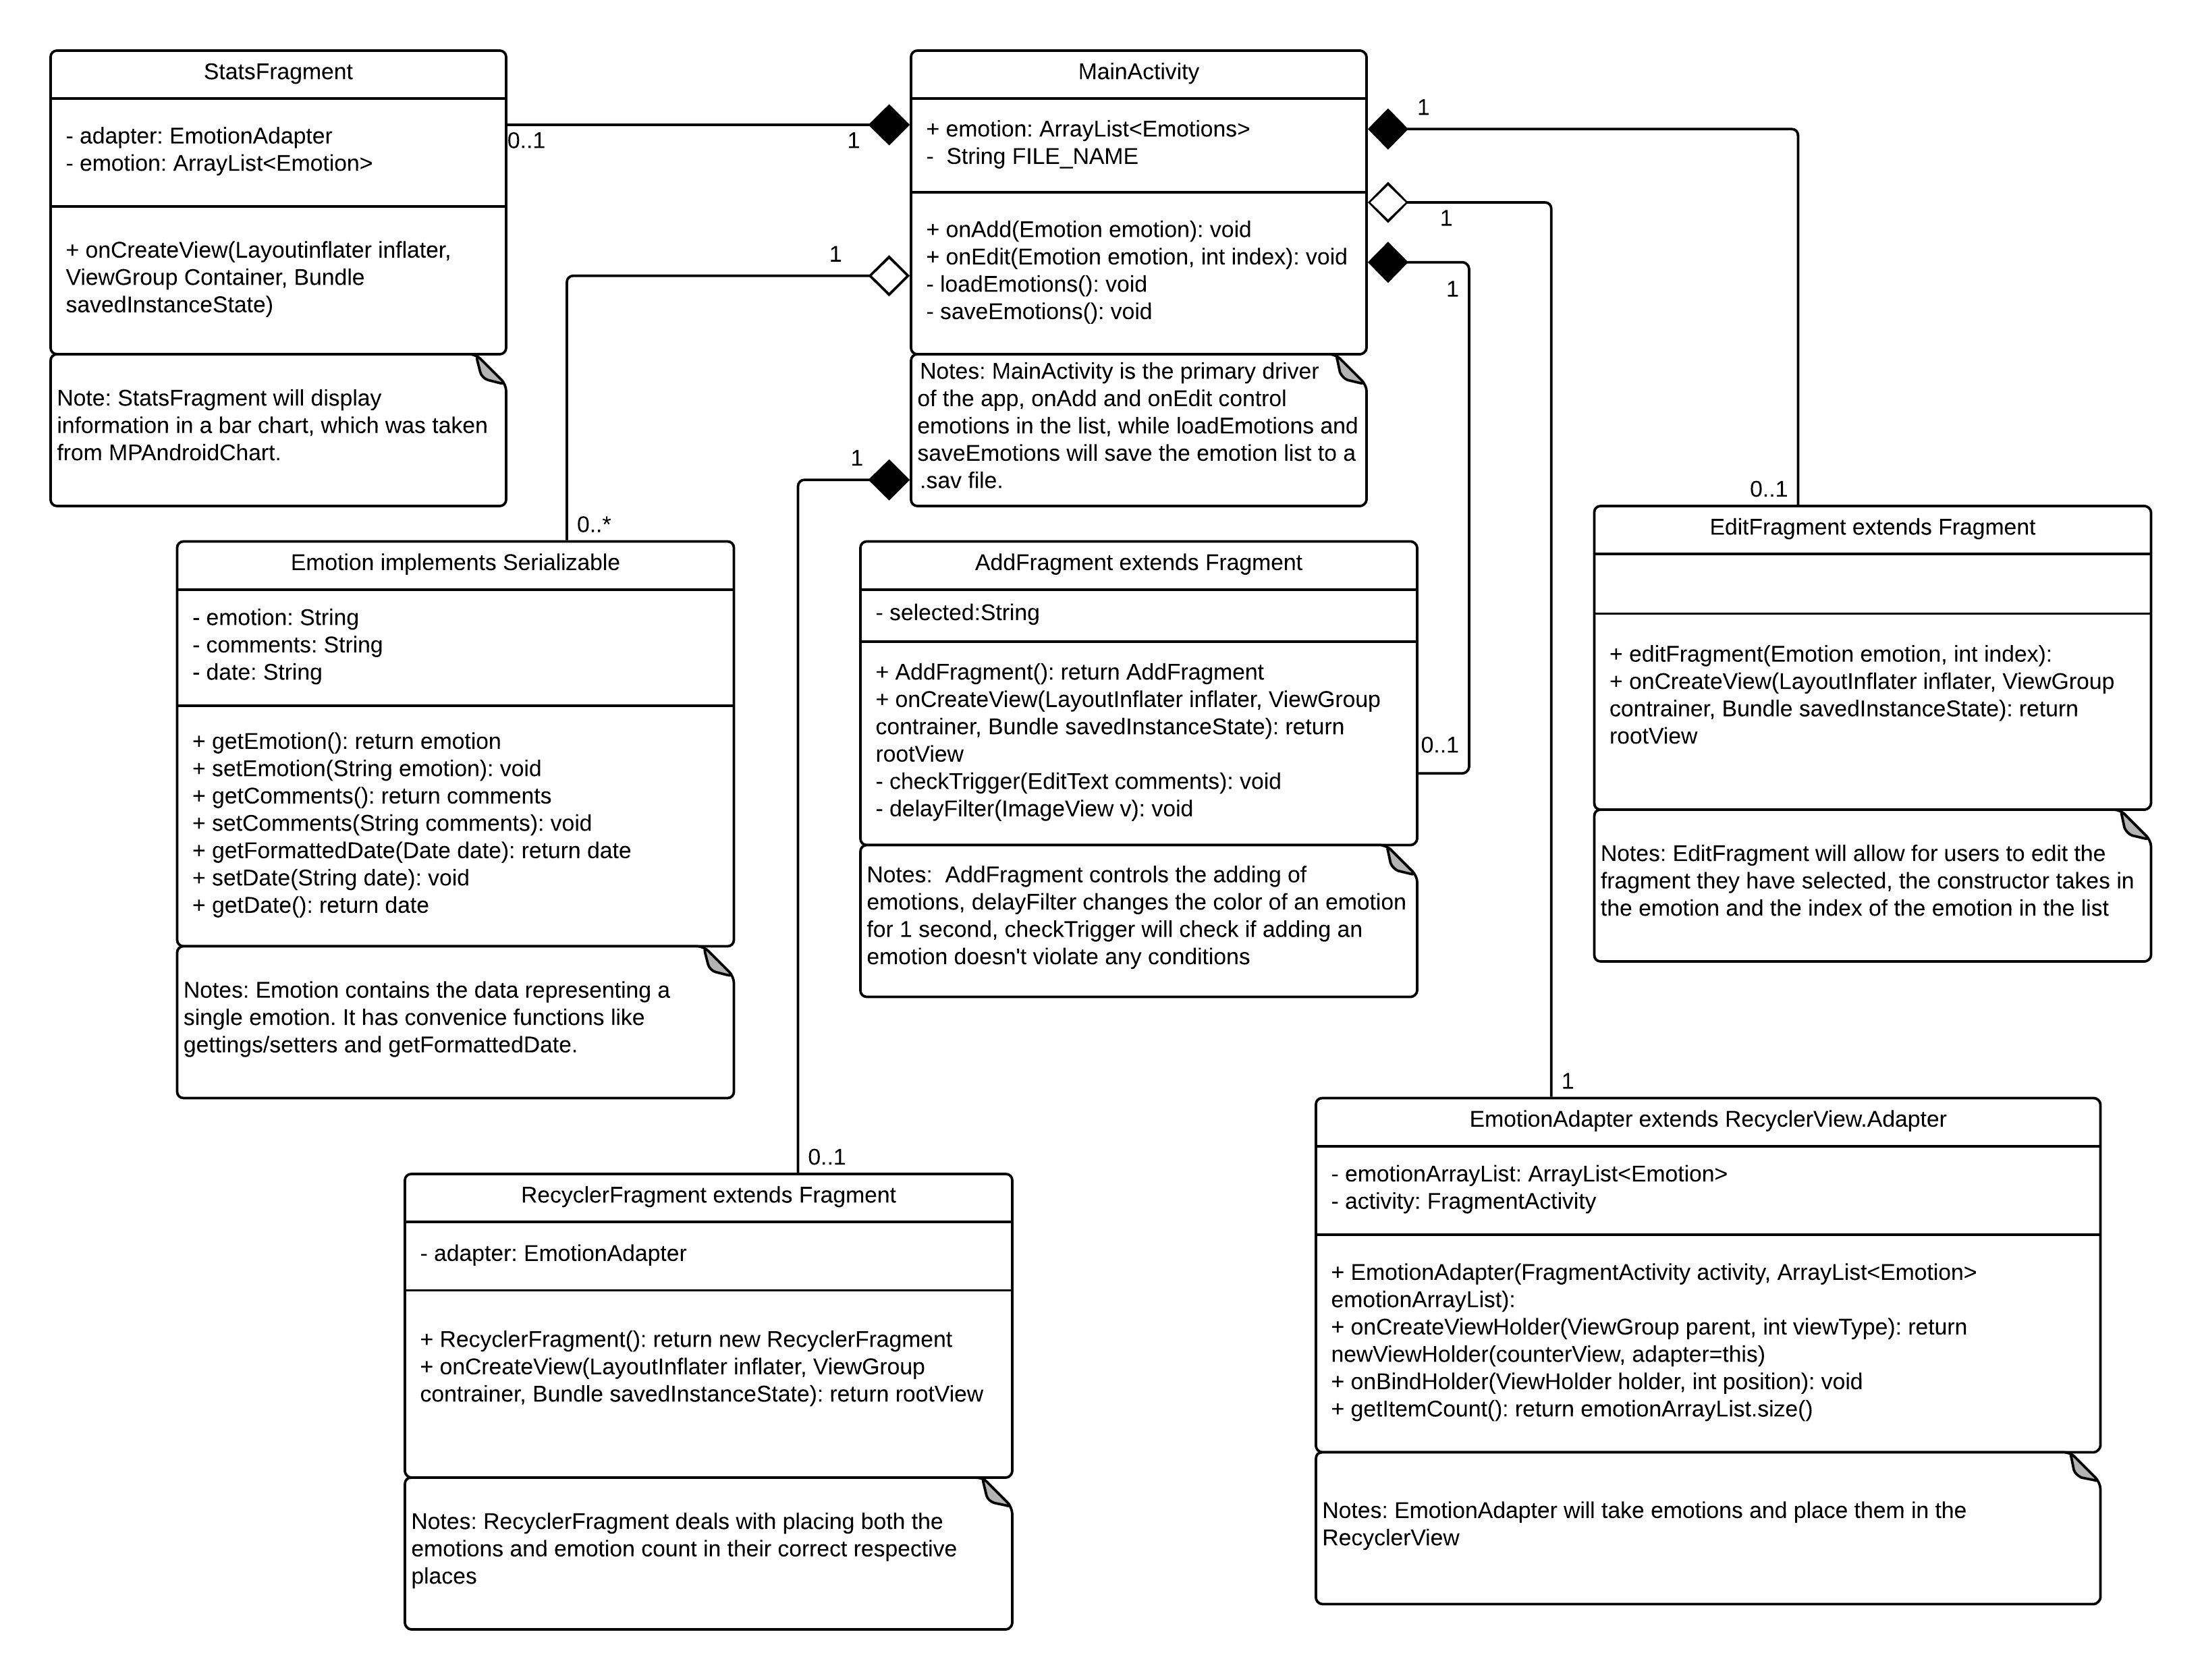 StatsFragment
- adapter: EmotionAdapter
- emotion: ArrayList<Emotion>
+ onCreateView(Layoutinflater inflater,
ViewGroup Container, Bundle
savedInstanceState)
Note: StatsFragment will display
information in a bar chart, which was taken
from MPAndroidChart.
0..1
1
MainActivity
+ emotion: ArrayList<Emotions>
-  String FILE_NAME
+ onAdd(Emotion emotion): void
+ onEdit(Emotion emotion, int index): void
- loadEmotions(): void
- saveEmotions(): void
Notes: MainActivity is the primary driver
of the app, onAdd and onEdit control
emotions in the list, while loadEmotions and
saveEmotions will save the emotion list to a
.sav file.
1
1
1
1
1
0..*
0..1
Emotion implements Serializable
- emotion: String
- comments: String
- date: String
+ getEmotion(): return emotion
+ setEmotion(String emotion): void
+ getComments(): return comments
+ setComments(String comments): void
+ getFormattedDate(Date date): return date
+ setDate(String date): void
+ getDate(): return date
Notes: Emotion contains the data representing a
single emotion. It has convenice functions like
gettings/setters and getFormattedDate.
AddFragment extends Fragment
- selected:String
+ AddFragment(): return AddFragment
+ onCreateView(LayoutInflater inflater, ViewGroup
contrainer, Bundle savedInstanceState): return
rootView
- checkTrigger(EditText comments): void
- delayFilter(ImageView v): void
0..1
Notes:  AddFragment controls the adding of
emotions, delayFilter changes the color of an emotion
for 1 second, checkTrigger will check if adding an
emotion doesn't violate any conditions
EditFragment extends Fragment
+ editFragment(Emotion emotion, int index):
+ onCreateView(LayoutInflater inflater, ViewGroup
contrainer, Bundle savedInstanceState): return
rootView
Notes: EditFragment will allow for users to edit the
fragment they have selected, the constructor takes in
the emotion and the index of the emotion in the list
0..1
RecyclerFragment extends Fragment
- adapter: EmotionAdapter
+ RecyclerFragment(): return new RecyclerFragment
+ onCreateView(LayoutInflater inflater, ViewGroup
contrainer, Bundle savedInstanceState): return rootView
Notes: RecyclerFragment deals with placing both the
emotions and emotion count in their correct respective
places
1
EmotionAdapter extends RecyclerView.Adapter
- emotionArrayList: ArrayList<Emotion>
- activity: FragmentActivity
+ EmotionAdapter(FragmentActivity activity, ArrayList<Emotion>
emotionArrayList):
+ onCreateViewHolder(ViewGroup parent, int viewType): return
newViewHolder(counterView, adapter=this)
+ onBindHolder(ViewHolder holder, int position): void
+ getItemCount(): return emotionArrayList.size()
Notes: EmotionAdapter will take emotions and place them in the
RecyclerView